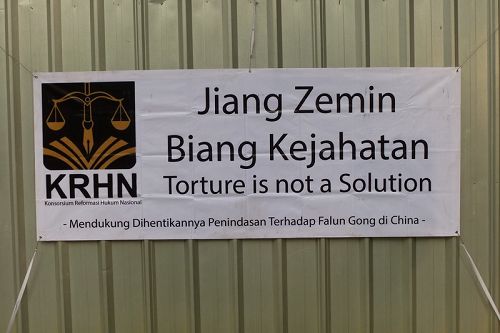 Jiang Zemin
Biang Kejahatan
Torture is not a Solution
KRHN
Konsorsium Reformasi Hukum Nasional
- Mendukung Dihentikannya Penindasan Terhadap Falun Gong di China -